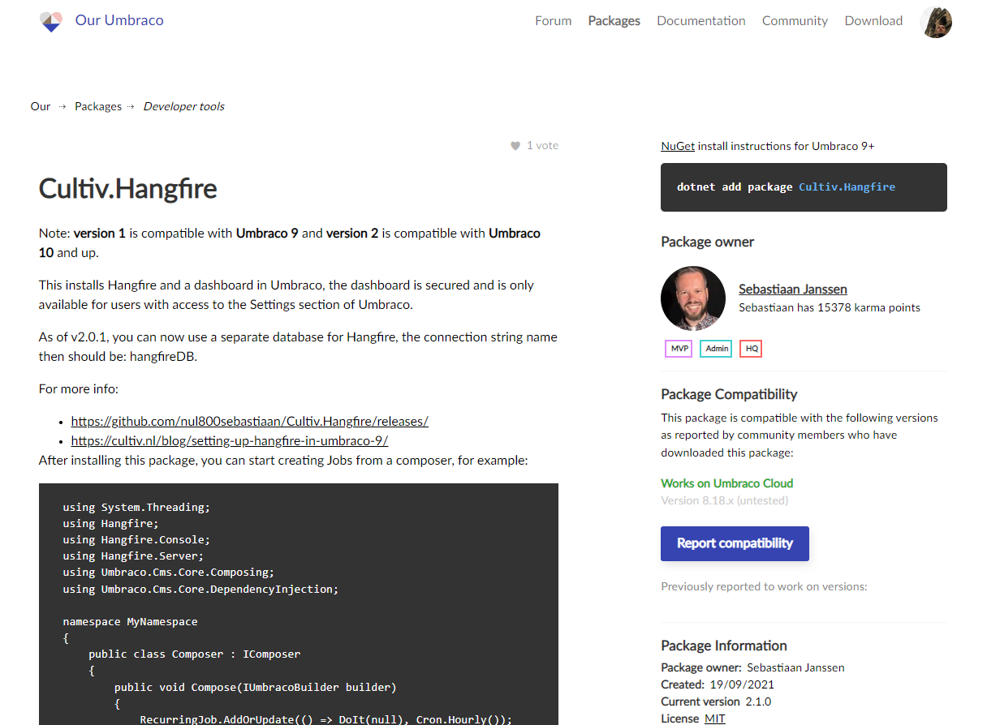 Our Umbraco
Forum Packages Documentation Community Download
Our → Packages → Developer tools
1 vote
Cultiv.Hangfire
Note: version 1 is compatible with Umbraco 9 and version 2 is compatible with Umbraco
10 and up.
This installs Hangfire and a dashboard in Umbraco, the dashboard is secured and is only
available for users with access to the Settings section of Umbraco.
As of v2.0.1, you can now use a separate database for Hangfire, the connection string name
then should be: hangfireDB.
For more info:
• https://github.com/nul800sebastiaan/Cultiv.Hangfire/releases/
• https://cultiv.nl/blog/setting-up-hangfire-in-umbraco-9/
After installing this package, you can start creating Jobs from a composer, for example:
using System.Threading;
using Hangfire;
using Hangfire.Console;
using Hangfire.Server;
using Umbraco.Cms.Core.Composing;
using Umbraco.Cms.Core.DependencyInjection;
namespace MyNamespace
{
public class Composer : IComposer
{
public void Compose(IUmbracoBuilder builder)
{
RecurringJob.AddOrUpdate(() => DoIt(null), Cron.Hourly());
NuGet install instructions for Umbraco 9+
dotnet add package Cultiv.Hangfire
Package owner
Sebastiaan Janssen
Sebastiaan has 15378 karma points
MVP Admin HQ
Package Compatibility
This package is compatible with the following versions
as reported by community members who have
downloaded this package:
Works on Umbraco Cloud
Version 8.18.x (untested)
Report compatibility
Previously reported to work on versions:
Package Information
Package owner: Sebastiaan Janssen
Created: 19/09/2021
Current version 2.1.0
License MIT